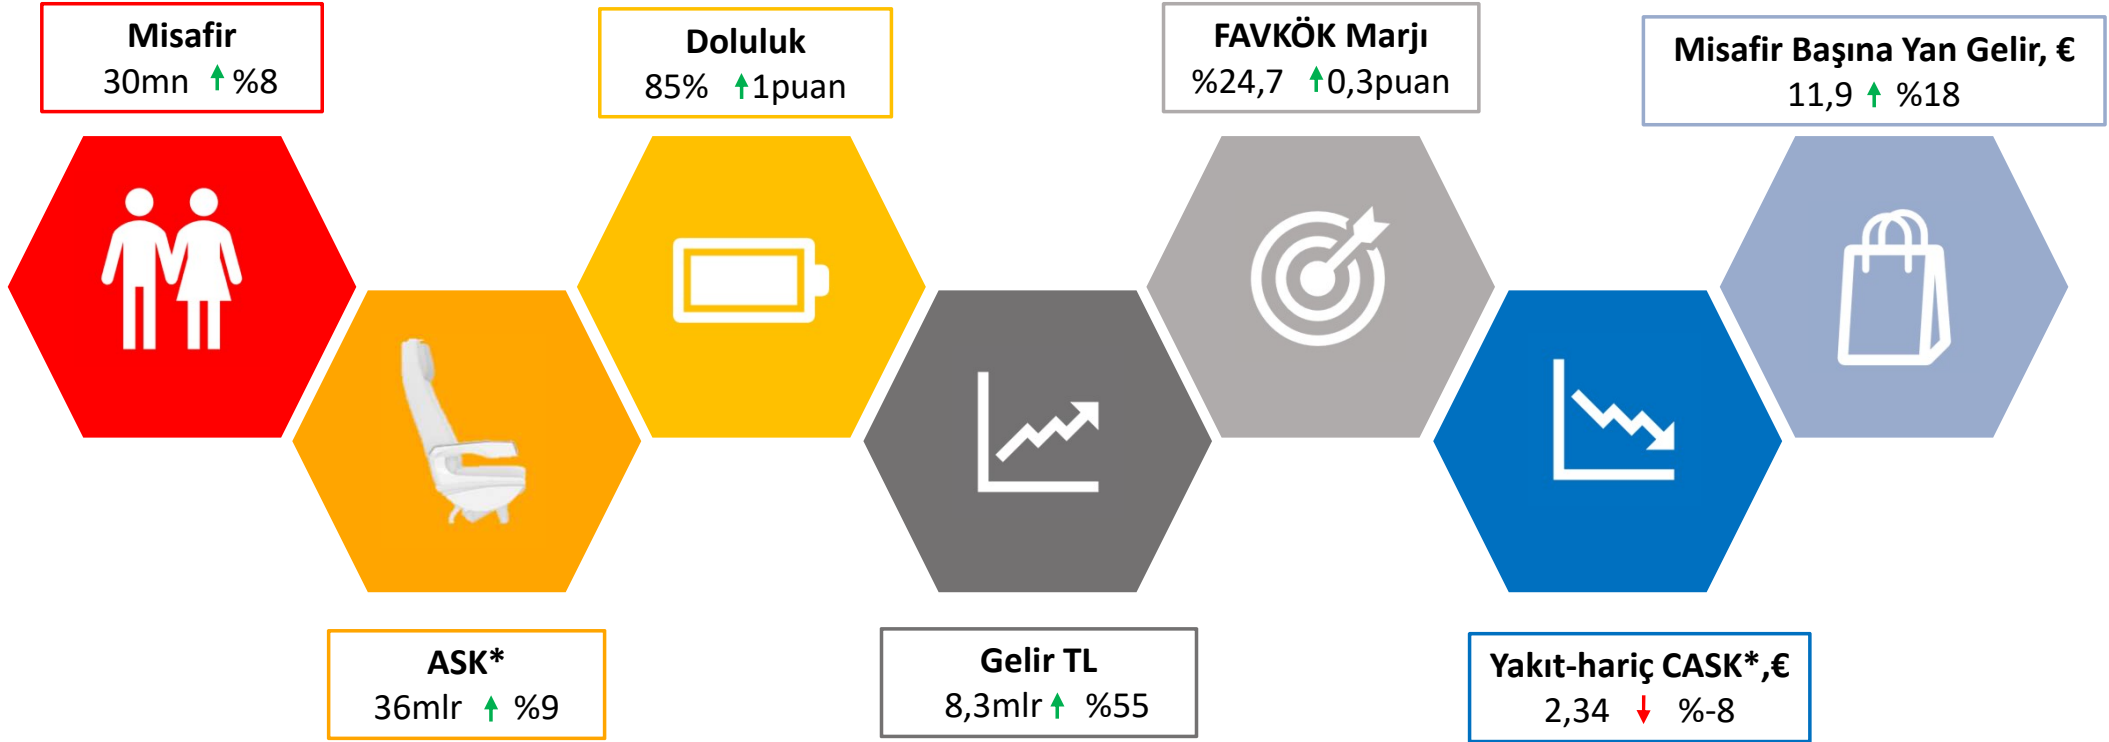 Misafir
30mn %8
Doluluk
85% 1puan
FAVKÖK Marjı
%24,7 0,3puan
Misafir Başına Yan Gelir, €
11,9 %18
ASK*
36mlr %9
Gelir TL
8,3mlr %55
Yakıt-hariç CASK*,€
2,34 %-8